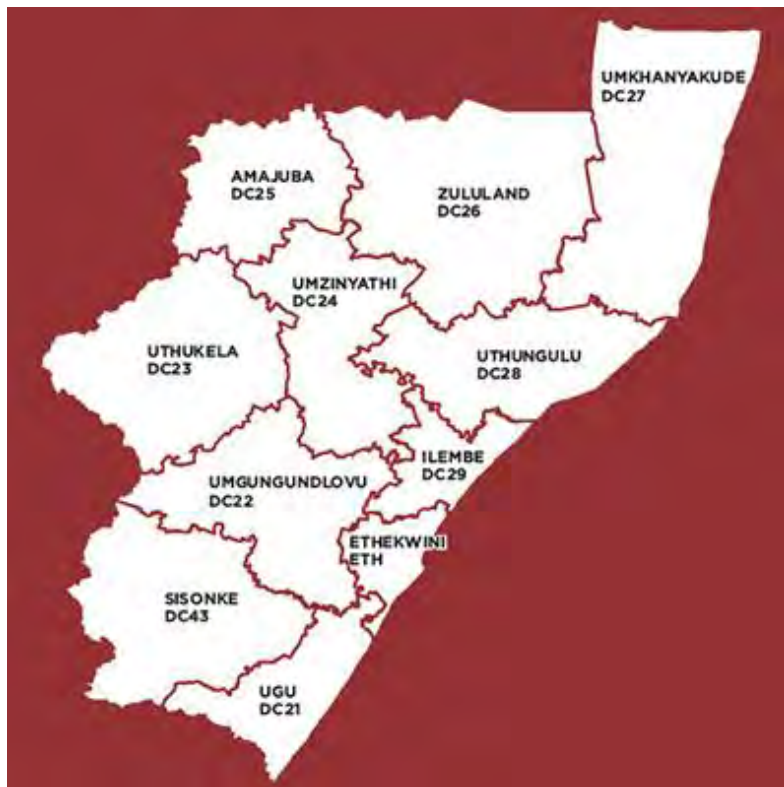 UMKHANYAKUDE
DC27
AMAJUBA
DC25
ZULULAND
DC26
UMZINYATHI
DC24
UTHUKELA
DC23
UTHUNGULU
DC28
ILEMBE
DC29
UMGUNGUNDLOVU
DC22
ETHEKWINI
ETH
SISONKE
DC43
UGU
DC21